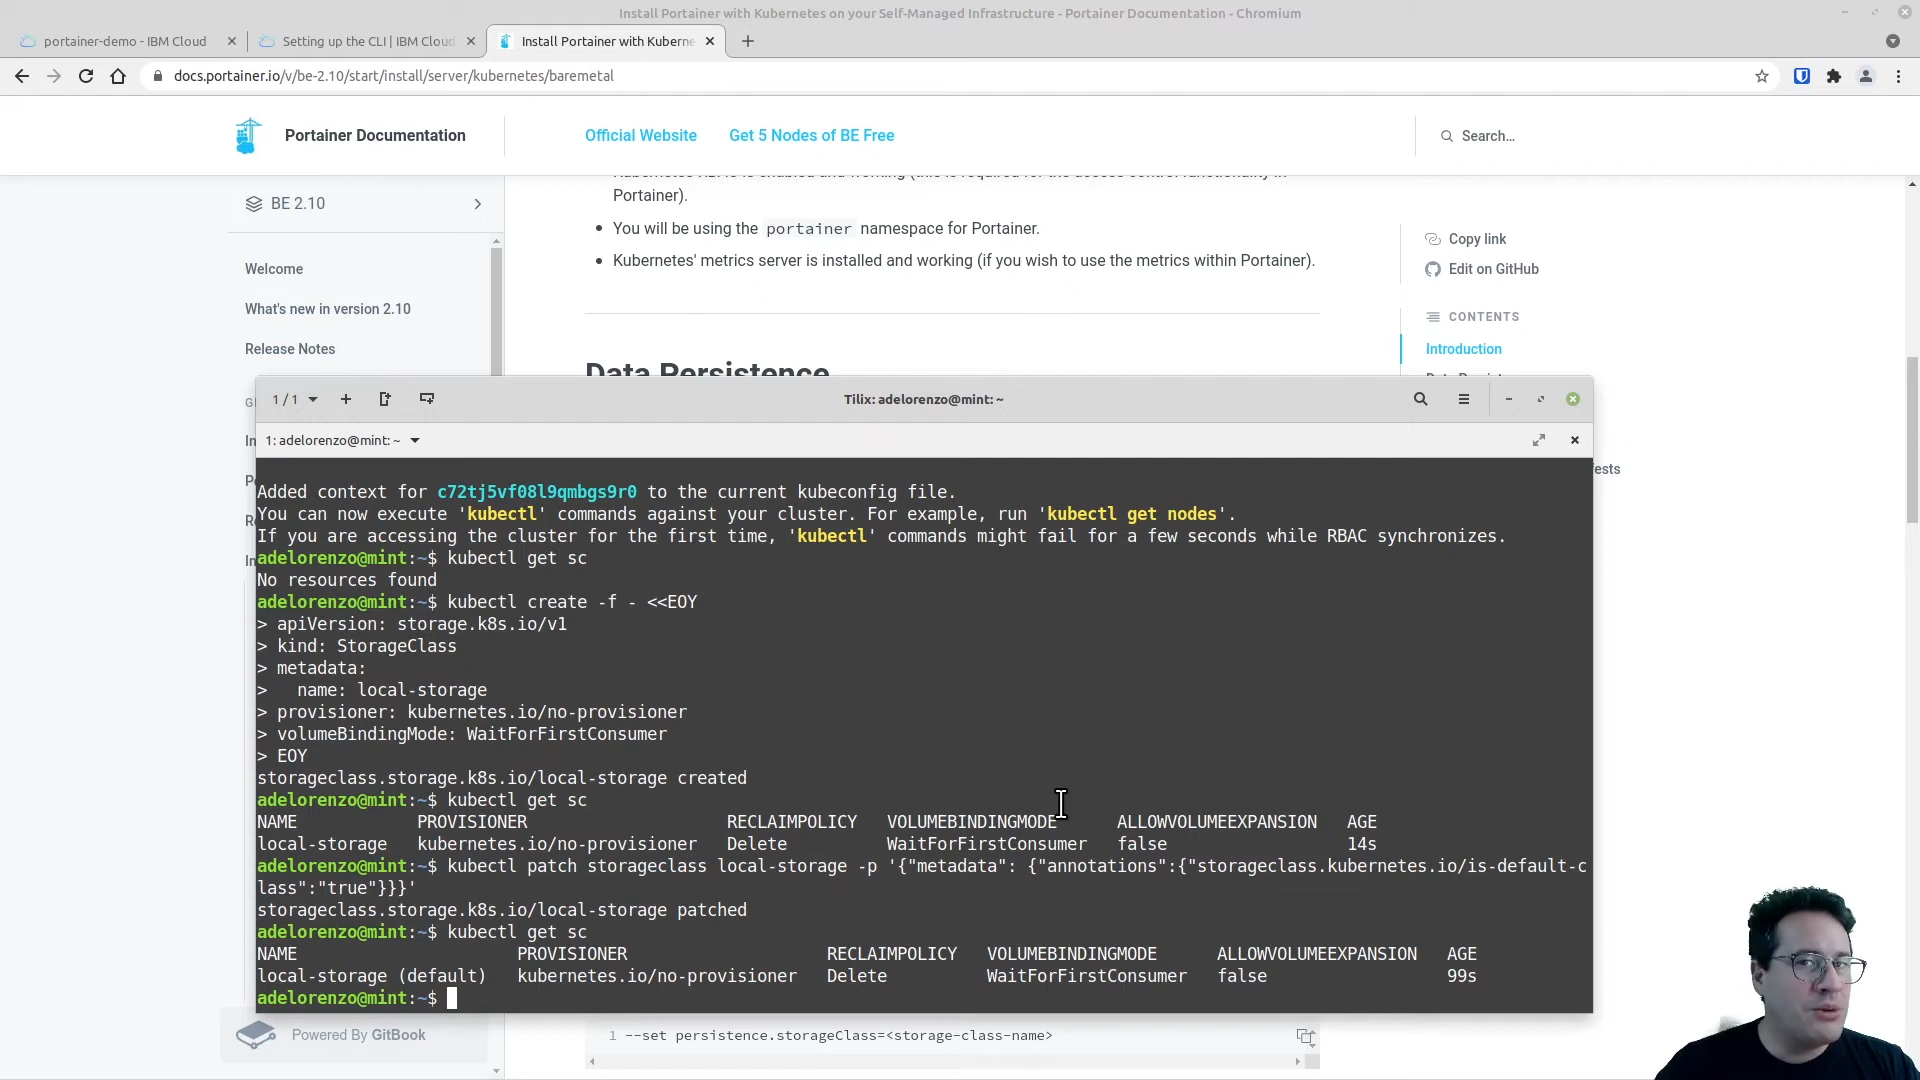 Install Portainer with Kubernetes on your Self-Managed Infrastructure - Portainer Documentation - Chromium
portainer-demo - IBM Cloud
Setting up the CLI | IBM Cloud
Install Portainer with Kuberne
docs.portainer.io/v/be-2.10/start/install/server/kubernetes/baremetal
Portainer Documentation
Official Website
Get 5 Nodes of BE Free
Search...
BE 2.10
Welcome
What's new in version 2.10
Release Notes
Portainer).
You will be using the portainer namespace for Portainer.
Kubernetes' metrics server is installed and working (if you wish to use the metrics within Portainer).
Data Persistence
Copy link
Edit on GitHub
CONTENTS
Introduction
1 / 1
Tilix: adelorenzo@mint: ~
1: adelorenzo@mint: ~
Added context for c72tj5vf08l9qmbgs9r0 to the current kubeconfig file.
You can now execute 'kubectl' commands against your cluster. For example, run 'kubectl get nodes'.
If you are accessing the cluster for the first time, 'kubectl' commands might fail for a few seconds while RBAC synchronizes.
adelorenzo@mint:~$ kubectl get sc
No resources found
adelorenzo@mint:~$ kubectl create -f - <<EOY
> apiVersion: storage.k8s.io/v1
> kind: StorageClass
> metadata:
>   name: local-storage
> provisioner: kubernetes.io/no-provisioner
> volumeBindingMode: WaitForFirstConsumer
> EOY
storageclass.storage.k8s.io/local-storage created
adelorenzo@mint:~$ kubectl get sc
NAME PROVISIONER RECLAIMPOLICY VOLUMEBINDINGMODE ALLOWVOLUMEEXPANSION AGE
local-storage kubernetes.io/no-provisioner Delete WaitForFirstConsumer false 14s
adelorenzo@mint:~$ kubectl patch storageclass local-storage -p '{"metadata": {"annotations":{"storageclass.kubernetes.io/is-default-c
lass":"true"}}}'
storageclass.storage.k8s.io/local-storage patched
adelorenzo@mint:~$ kubectl get sc
NAME PROVISIONER RECLAIMPOLICY VOLUMEBINDINGMODE ALLOWVOLUMEEXPANSION AGE
local-storage (default) kubernetes.io/no-provisioner Delete WaitForFirstConsumer false 99s
adelorenzo@mint:~$
Powered By GitBook
1 --set persistence.storageClass=<storage-class-name>